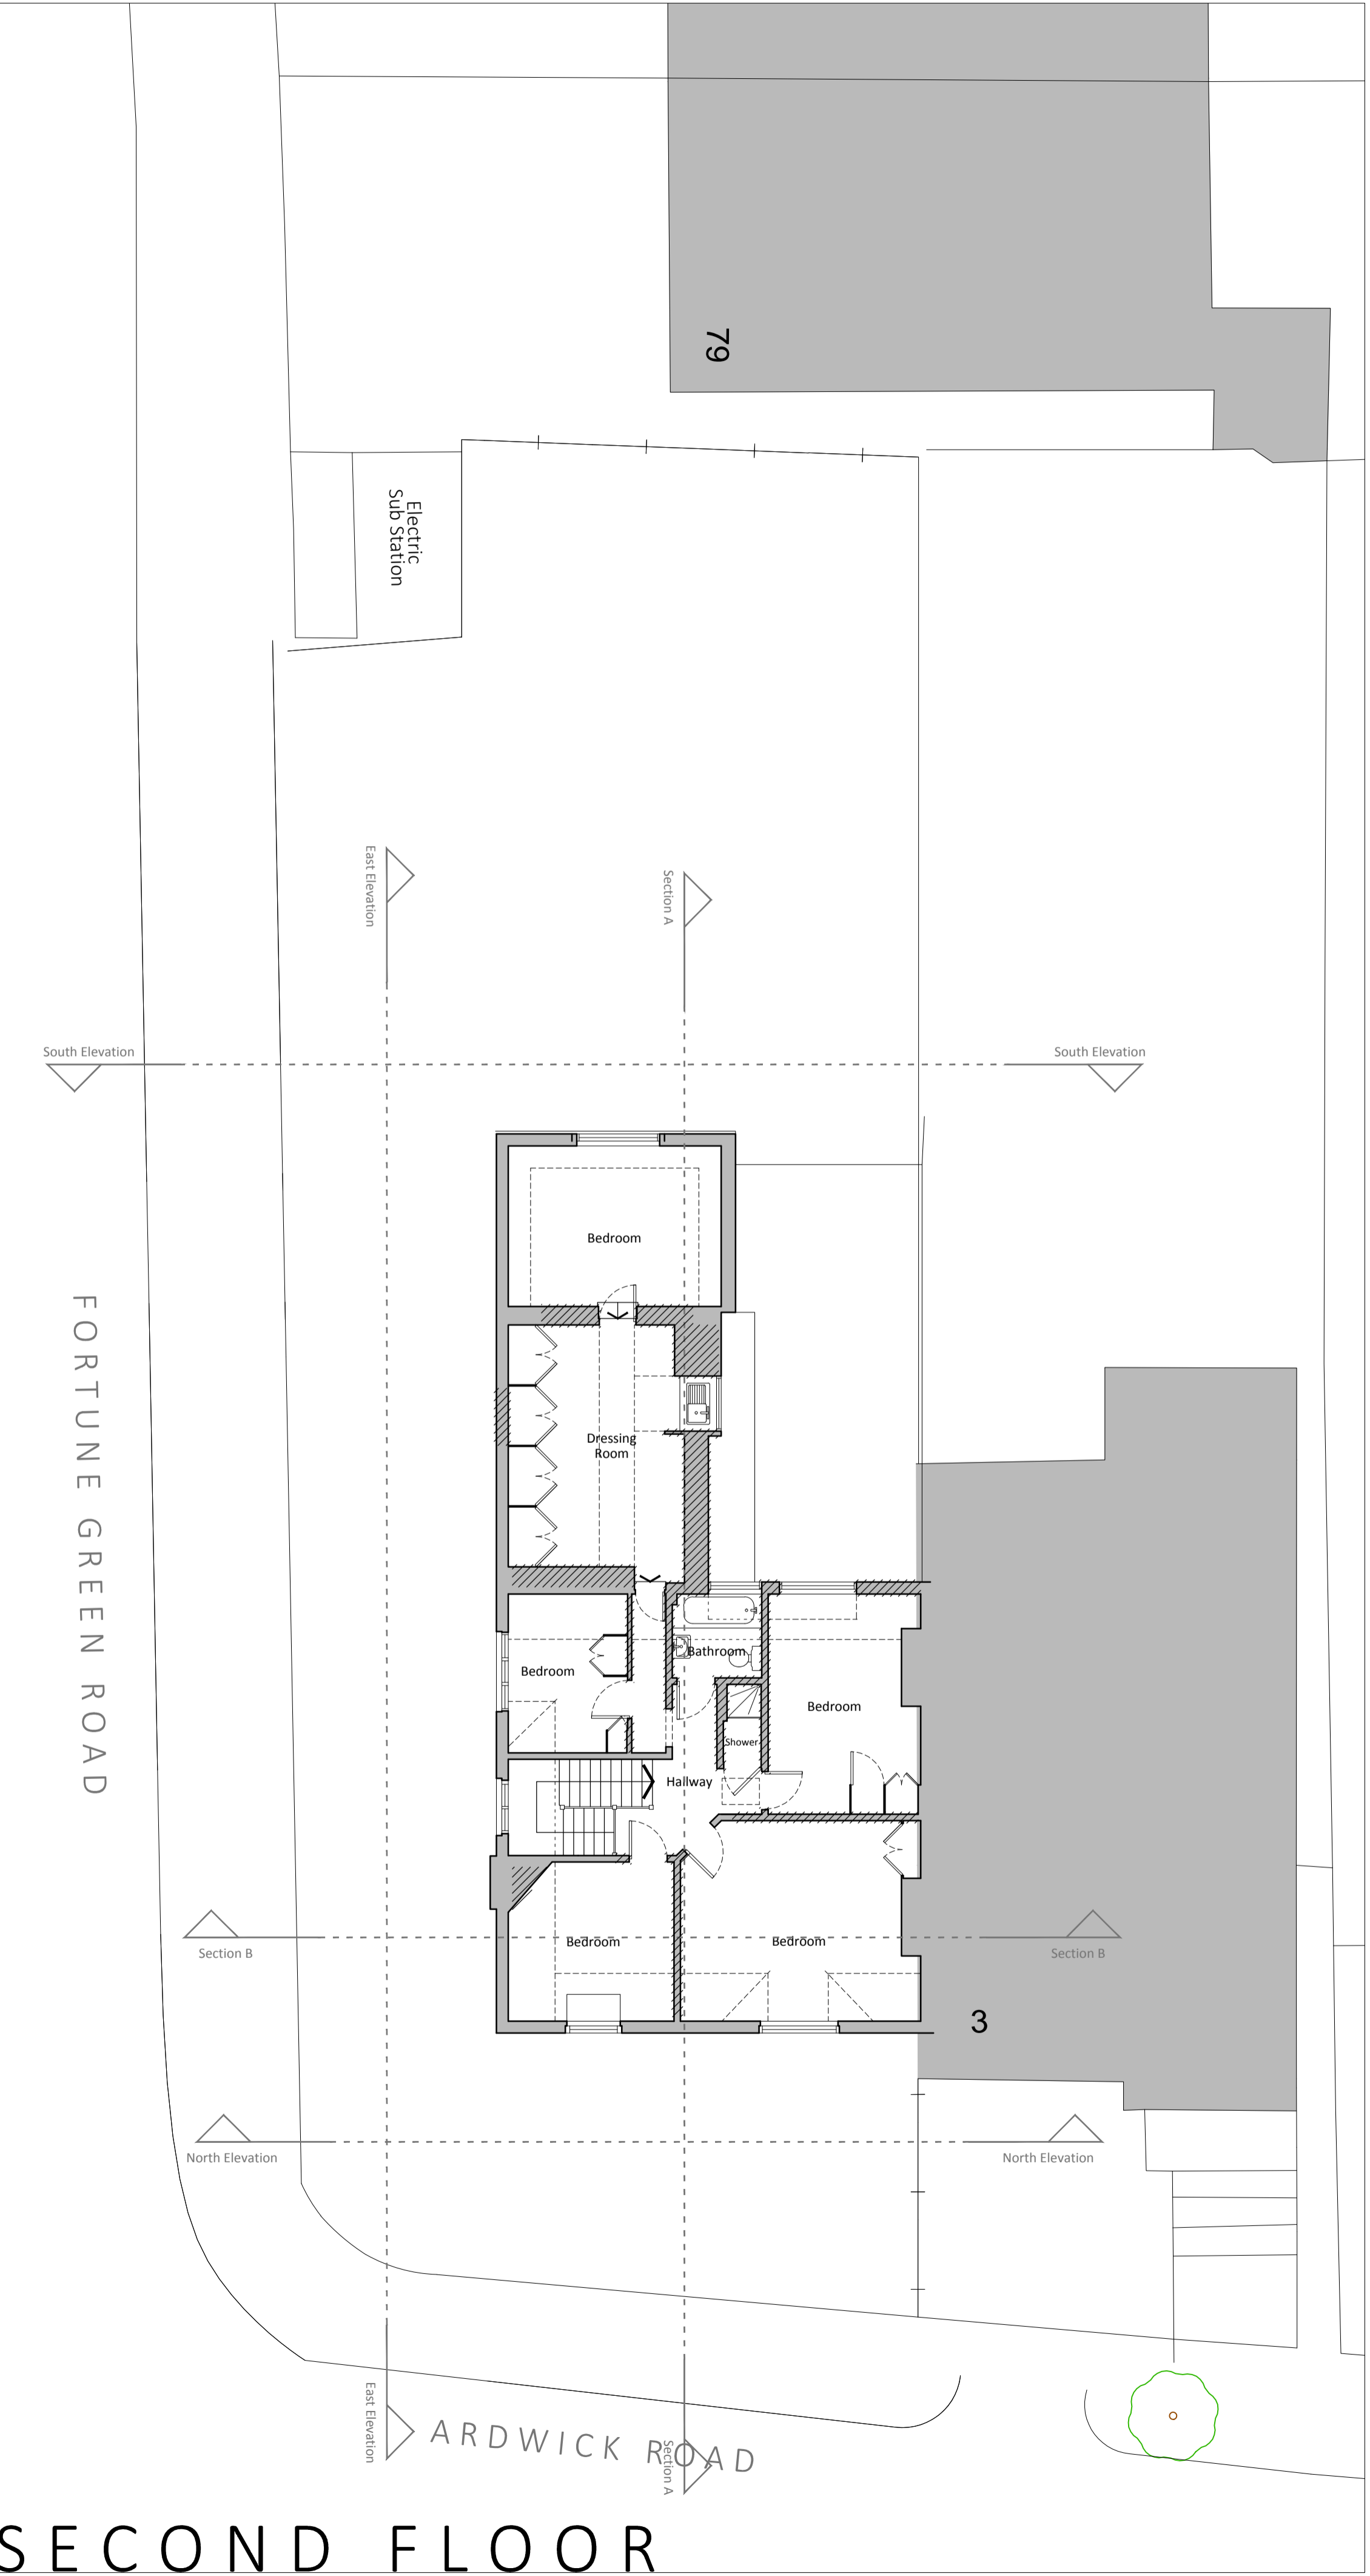 79
Electric
Sub Station
East Elevation
Section A
South Elevation
South Elevation
Bedroom
FORTUNE GREEN ROAD
Dressing
Room
Bathroom
Bedroom
Bedroom
Shower
Hallway
Bedroom
Bedroom
Section B
Section B
3
North Elevation
North Elevation
East Elevation
ARDWICK ROAD
Section A
SECOND FLOOR